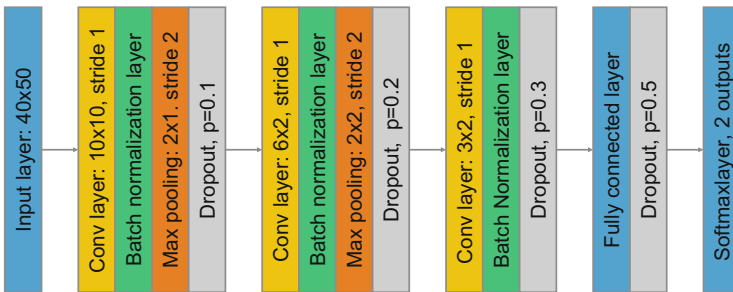 Input layer: 40x50
Conv layer: 10x10, stride 1
Batch normalization layer
Max pooling: 2x1. stride 2
Dropout, p=0.1
Conv layer: 6x2, stride 1
Batch normalization layer
Max pooling: 2x2, stride 2
Dropout, p=0.2
Conv layer: 3x2, stride 1
Batch Normalization layer
Dropout, p=0.3
Fully connected layer
Dropout, p=0.5
Softmaxlayer, 2 outputs